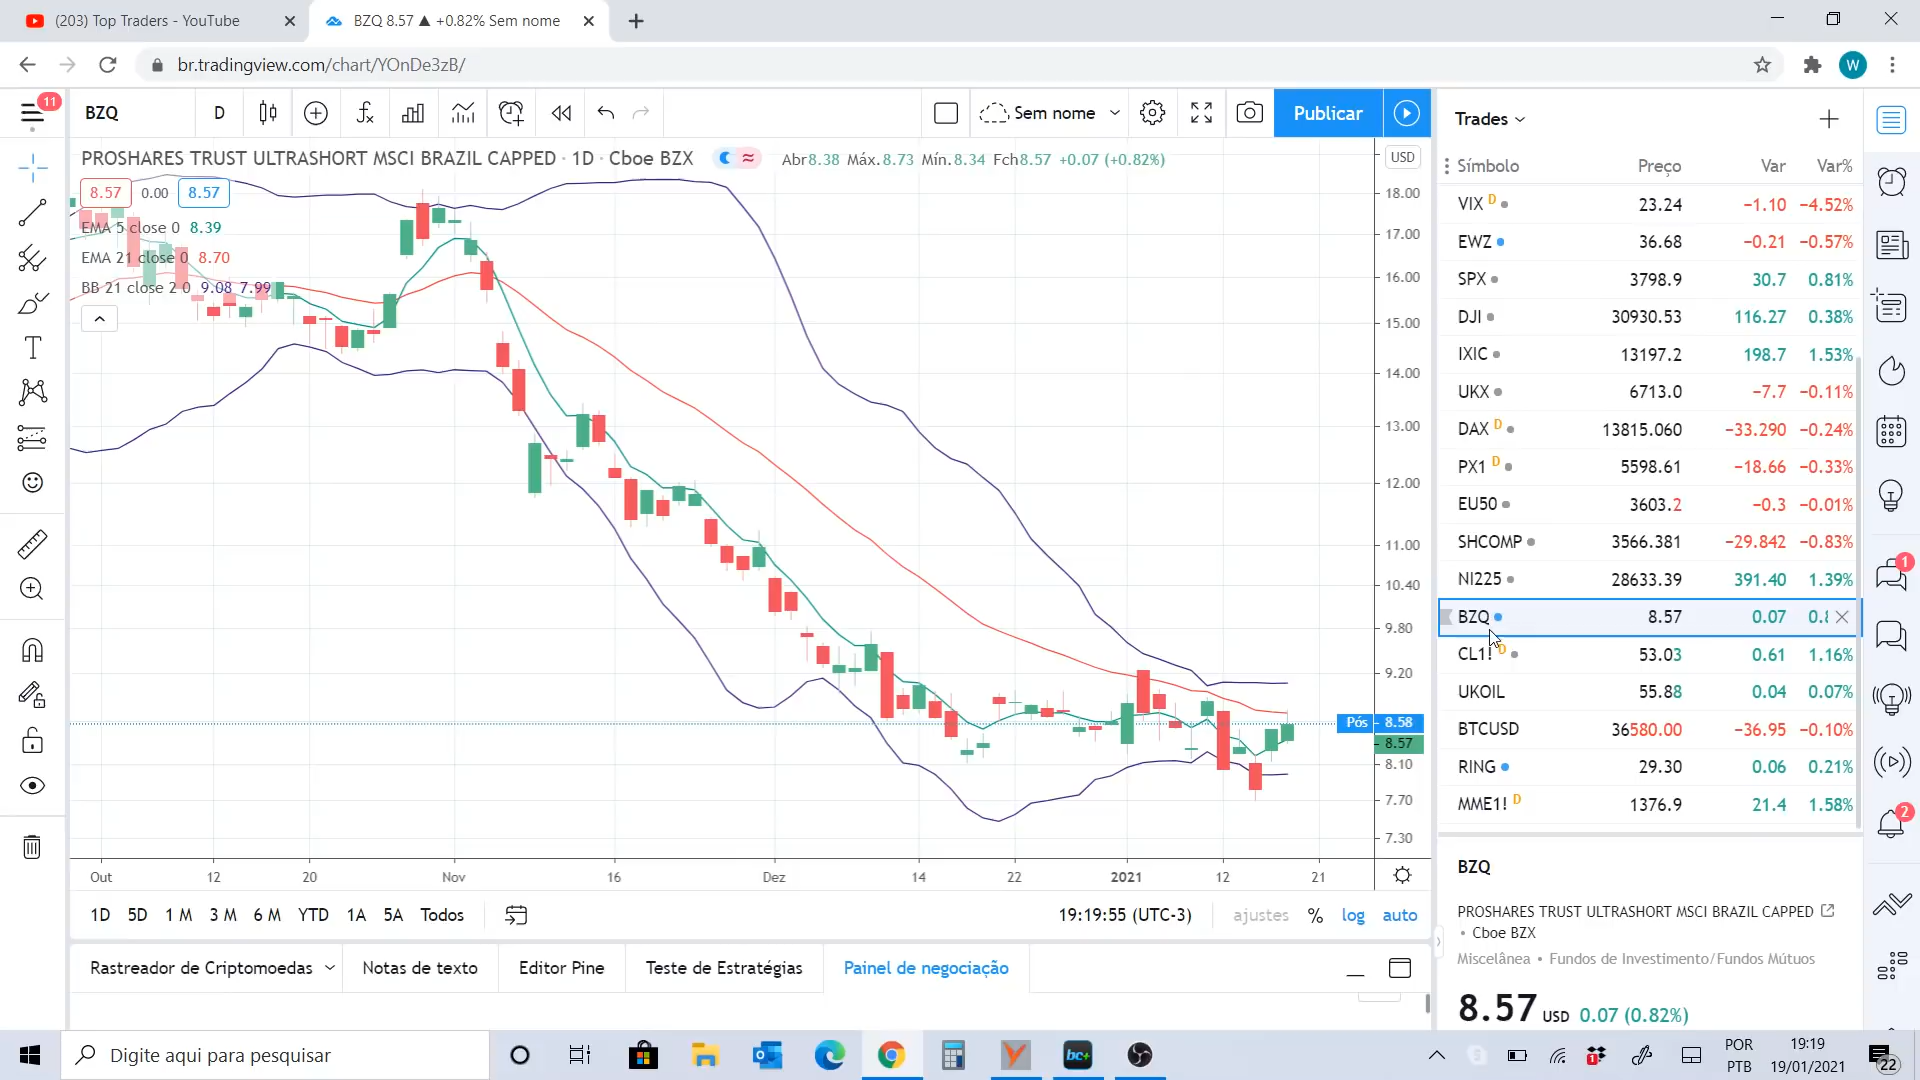 (203) Top Traders - YouTube
BZQ 8.57 ▲ +0.82% Sem nome
br.tradingview.com/chart/YOnDe3zB/
W
11
BZQ
D
Sem nome
Publicar
Trades
PROSHARES TRUST ULTRASHORT MSCI BRAZIL CAPPED · 1D · Cboe BZX
Abr8.38 Máx.8.73 Mín.8.34 Fch8.57 +0.07 (+0.82%)
USD
8.57 0.00 8.57
EMA 5 close 0 8.39
EMA 21 close 0 8.70
BB 21 close 2 0 9.08 7.99
18.00
17.00
16.00
15.00
14.00
13.00
12.00
11.00
10.40
9.80
9.20
Pós 8.58
8.57
8.10
7.70
7.30
Out 12 20 Nov 16 Dez 14 22 2021 12 21
1D 5D 1 M 3 M 6 M YTD 1A 5A Todos
19:19:55 (UTC-3)
ajustes % log auto
Rastreador de Criptomoedas
Notas de texto
Editor Pine
Teste de Estratégias
Painel de negociação
Símbolo Preço Var Var%
VIX D 23.24 −1.10 −4.52%
EWZ 36.68 −0.21 −0.57%
SPX 3798.9 30.7 0.81%
DJI 30930.53 116.27 0.38%
IXIC 13197.2 198.7 1.53%
UKX 6713.0 −7.7 −0.11%
DAX D 13815.060 −33.290 −0.24%
PX1 D 5598.61 −18.66 −0.33%
EU50 3603.2 −0.3 −0.01%
SHCOMP 3566.381 −29.842 −0.83%
NI225 28633.39 391.40 1.39%
BZQ 8.57 0.07
CL1! D 53.03 0.61 1.16%
UKOIL 55.88 0.04 0.07%
BTCUSD 36580.00 −36.95 −0.10%
RING 29.30 0.06 0.21%
MME1! D 1376.9 21.4 1.58%
1
2
BZQ
PROSHARES TRUST ULTRASHORT MSCI BRAZIL CAPPED
• Cboe BZX
Miscelânea • Fundos de Investimento/Fundos Mútuos
8.57 USD 0.07 (0.82%)
Digite aqui para pesquisar
bc+
1
POR
PTB
19:19
19/01/2021
22